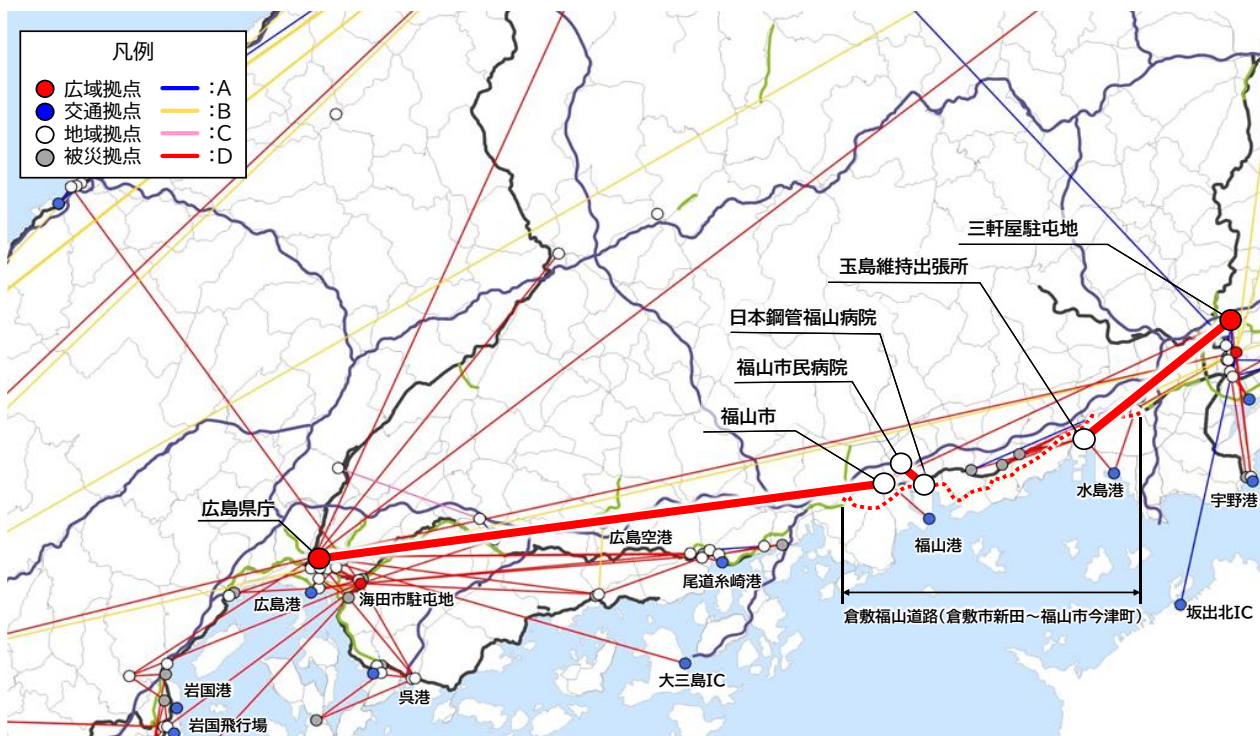 凡例
広域拠点 :A
交通拠点 :B
地域拠点 :C
被災拠点 :D
三軒屋駐屯地
玉島維持出張所
日本鋼管福山病院
福山市民病院
福山市
広島県庁
水島港
宇野港
福山港
広島空港
尾道糸崎港
広島港
海田市駐屯地
倉敷福山道路(倉敷市新田～福山市今津町)
坂出北IC
大三島IC
呉港
岩国港
岩国飛行場